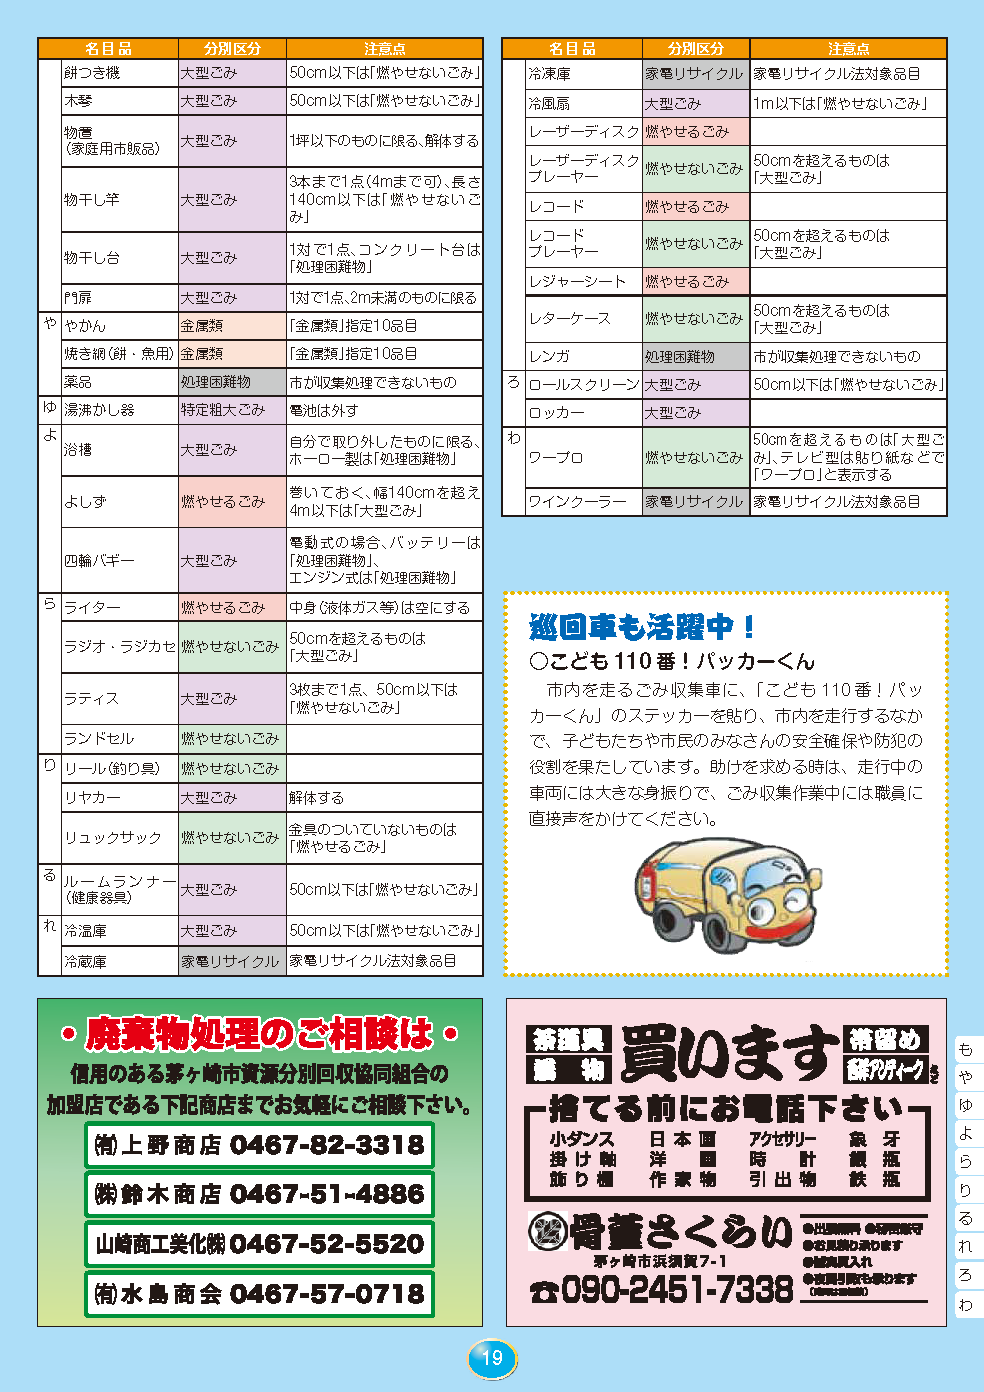 名目品 分別区分 注意点
餅つき機 大型ごみ 50cm以下は「燃やせないごみ」
木琴 大型ごみ 50cm以下は「燃やせないごみ」
物置
（家庭用市販品） 大型ごみ 1坪以下のものに限る、解体する
物干し竿 大型ごみ 3本まで1点（4mまで可）、長さ
140cm以下は「燃やせないご
み」
物干し台 大型ごみ 1対で1点、コンクリート台は
「処理困難物」
門扉 大型ごみ 1対で1点、2m未満のものに限る
や やかん 金属類 「金属類」指定10品目
焼き網（餅・魚用） 金属類 「金属類」指定10品目
薬品 処理困難物 市が収集処理できないもの
ゆ 湯沸かし器 特定粗大ごみ 電池は外す
よ 浴槽 大型ごみ 自分で取り外したものに限る、
ホーロー製は「処理困難物」
よしず 燃やせるごみ 巻いておく、幅140cmを超え
4m以下は「大型ごみ」
四輪バギー 大型ごみ 電動式の場合、バッテリーは
「処理困難物」、
エンジン式は「処理困難物」
ら ライター 燃やせるごみ 中身（液体ガス等）は空にする
ラジオ・ラジカセ 燃やせないごみ 50cmを超えるものは
「大型ごみ」
ラティス 大型ごみ 3枚まで1点、50cm以下は
「燃やせないごみ」
ランドセル 燃やせないごみ
り リール（釣り具） 燃やせないごみ
リヤカー 大型ごみ 解体する
リュックサック 燃やせないごみ 金具のついていないものは
「燃やせるごみ」
る ルームランナー
（健康器具） 大型ごみ 50cm以下は「燃やせないごみ」
れ 冷温庫 大型ごみ 50cm以下は「燃やせないごみ」
冷蔵庫 家電リサイクル 家電リサイクル法対象品目
名目品 分別区分 注意点
冷凍庫 家電リサイクル 家電リサイクル法対象品目
冷風扇 大型ごみ 1m以下は「燃やせないごみ」
レーザーディスク 燃やせるごみ
レーザーディスク
プレーヤー 燃やせないごみ 50cmを超えるものは
「大型ごみ」
レコード 燃やせるごみ
レコード
プレーヤー 燃やせないごみ 50cmを超えるものは
「大型ごみ」
レジャーシート 燃やせるごみ
レターケース 燃やせないごみ 50cmを超えるものは
「大型ごみ」
レンガ 処理困難物 市が収集処理できないもの
ろ ロールスクリーン 大型ごみ 50cm以下は「燃やせないごみ」
ロッカー 大型ごみ
わ ワープロ 燃やせないごみ 50cmを超えるものは「大型ご
み」、テレビ型は貼り紙などで
「ワープロ」と表示する
ワインクーラー 家電リサイクル 家電リサイクル法対象品目
巡回車も活躍中！
○こども110番！パッカーくん
市内を走るごみ収集車に、「こども110番！パッ
カーくん」のステッカーを貼り、市内を走行するなか
で、子どもたちや市民のみなさんの安全確保や防犯の
役割を果たしています。助けを求める時は、走行中の
車両には大きな身振りで、ごみ収集作業中には職員に
直接声をかけてください。
・廃棄物処理のご相談は・
信用のある茅ヶ崎市資源分別回収協同組合の
加盟店である下記商店までお気軽にご相談下さい。
㈲上野商店 0467-82-3318
㈱鈴木商店 0467-51-4886
山崎商工美化㈱ 0467-52-5520
㈲水島商会 0467-57-0718
茶道具 買います 帯留め
着物 西洋アンティーク など
捨てる前にお電話下さい
小ダンス 日本画 アクセサリー 象牙
掛け軸 洋画 時計 銀瓶
飾り棚 作家物 引出物 鉄瓶
骨董さくらい
茅ヶ崎市浜須賀7-1
☎090-2451-7338
●出張無料 ●秘密厳守
●お見積り承ります
●誠実買入れ
も
や
ゆ
よ
ら
り
る
れ
ろ
わ
19